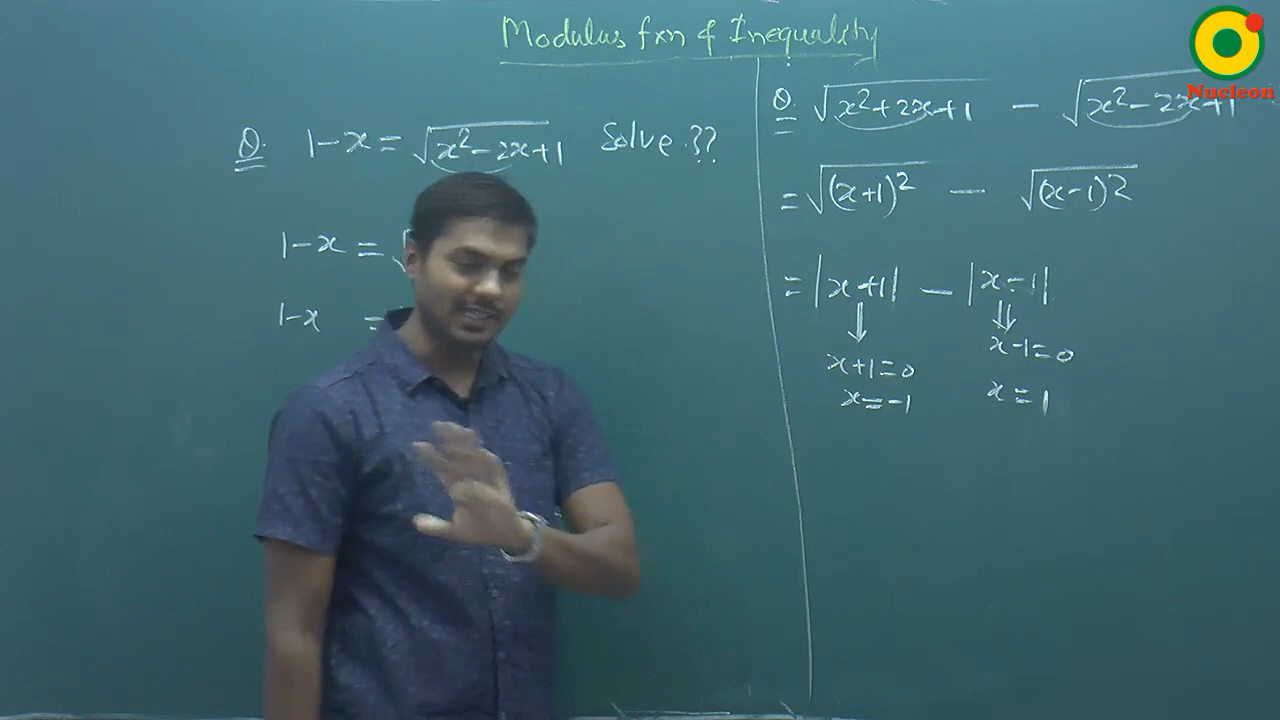 Modulus fxn & Inequality
Nucleon
Q. 1-x = √x²-2x+1 Solve ??
1-x = √
1-x =
Q. √x²+2x+1 - √x²-2x+1
= √(x+1)² - √(x-1)²
= |x+1| - |x-1|
↓ ⇓
x+1=0 x-1=0
x=-1 x=1